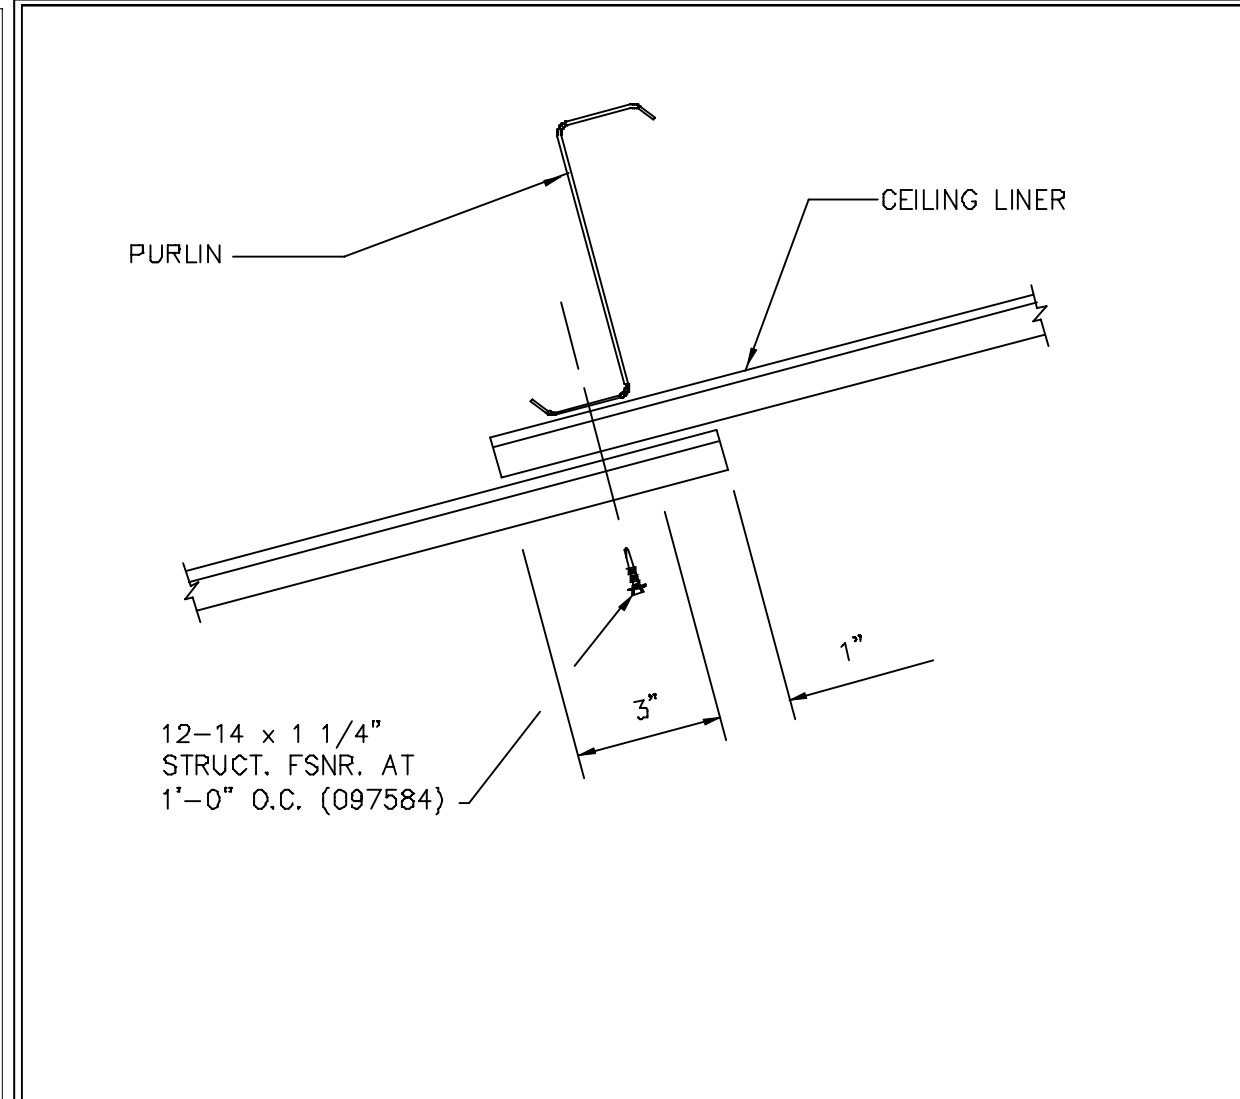 CEILING LINER
PURLIN
1"
3"
12-14 x 1 1/4"
STRUCT. FSNR. AT
1'-0" O.C. (097584)